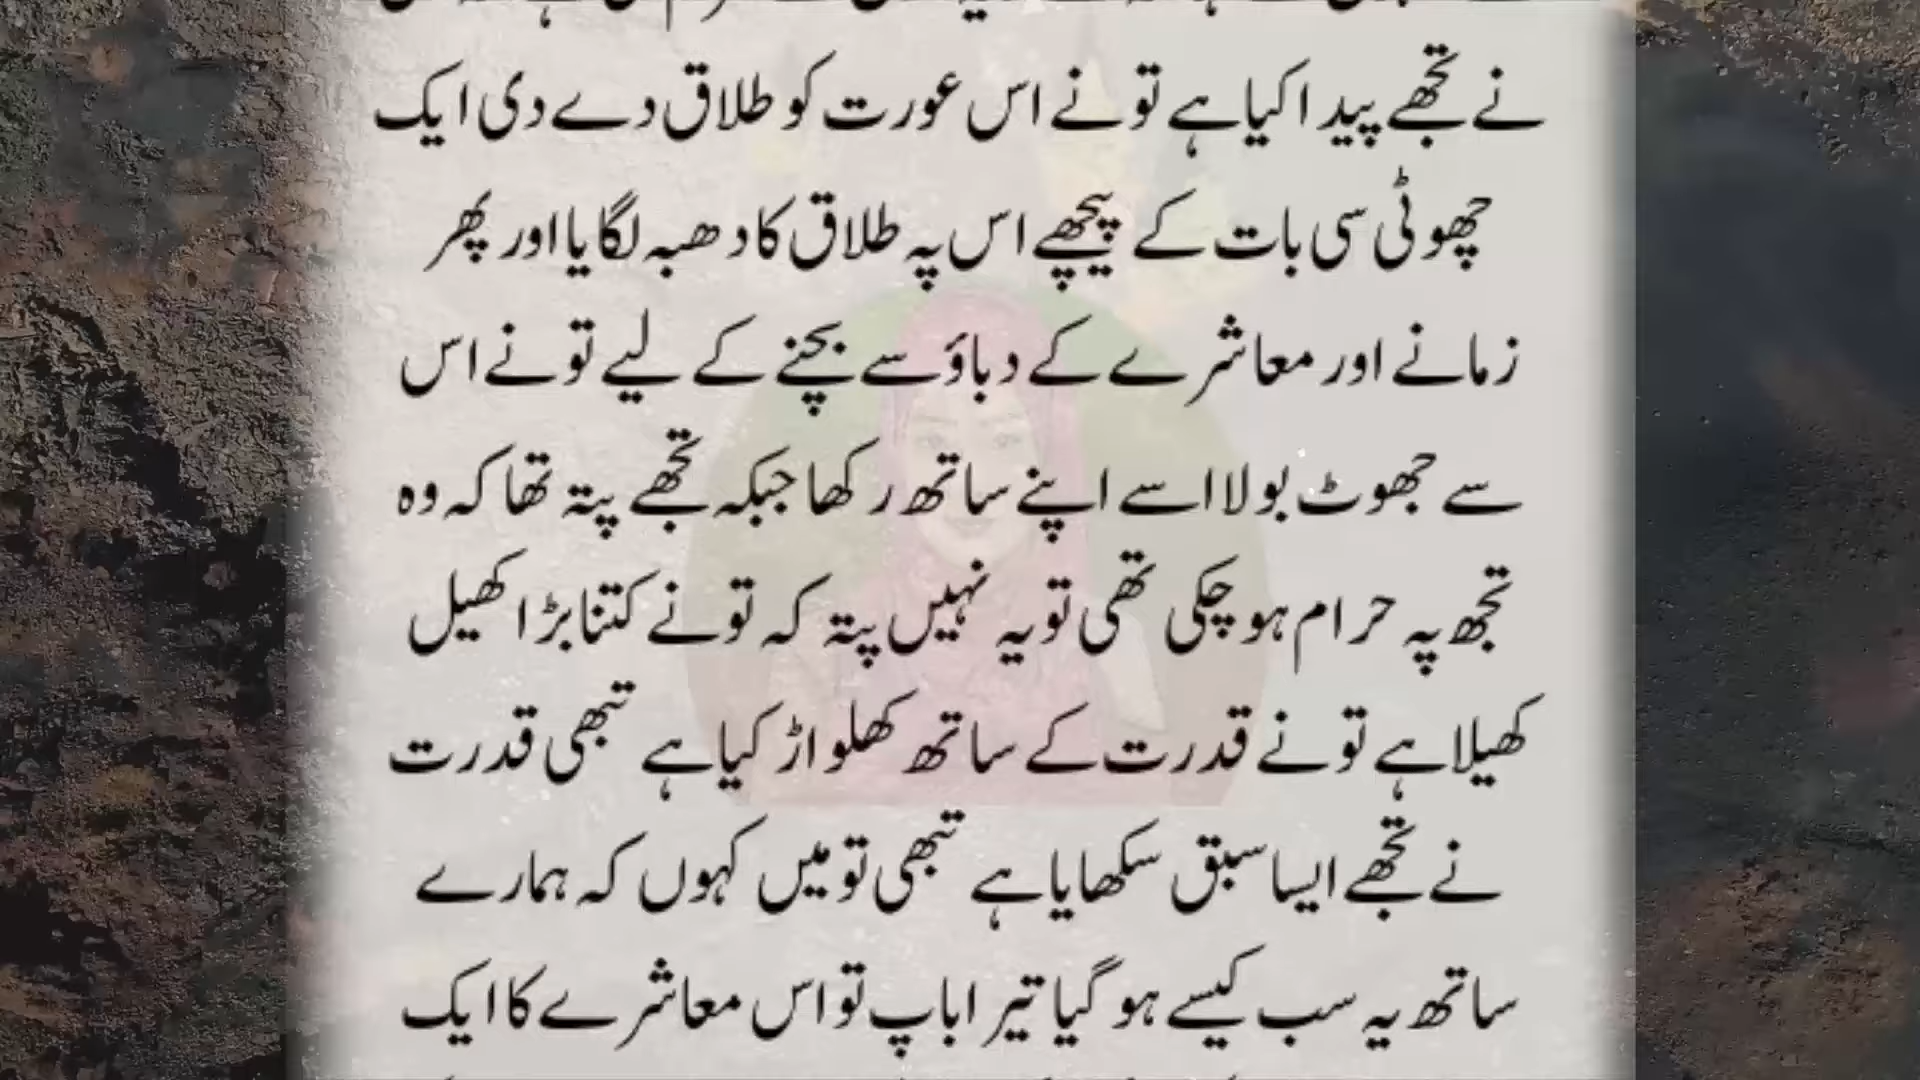 نے تجھے پیدا کیا ہے تو نے اس عورت کو طلاق دے دی ایک
چھوٹی سی بات کے پیچھے اس پہ طلاق کا دھبہ لگایا اور پھر
زمانے اور معاشرے کے دباؤ سے بچنے کے لیے تو نے اس
سے جھوٹ بولا اسے اپنے ساتھ رکھا جبکہ تجھے پتہ تھا کہ وہ
تجھ پہ حرام ہو چکی تھی تو یہ نہیں پتہ کہ تو نے کتنا بڑا کھیل
کھیلا ہے تو نے قدرت کے ساتھ کھلواڑ کیا ہے تبھی قدرت
نے تجھے ایسا سبق سکھایا ہے تبھی تو میں کہوں کہ ہمارے
ساتھ یہ سب کیسے ہو گیا تیرا باپ تو اس معاشرے کا ایک